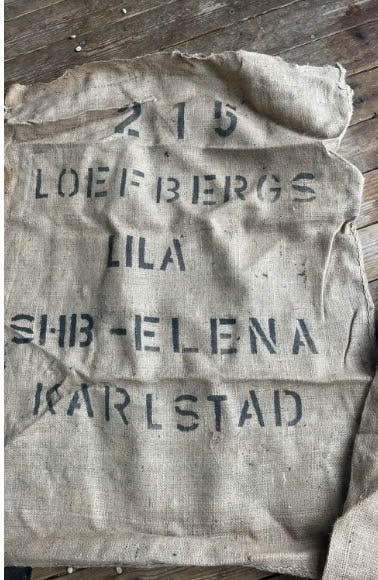 215
LOEFBERGS
LILA
SHB-ELENA
KARLSTAD